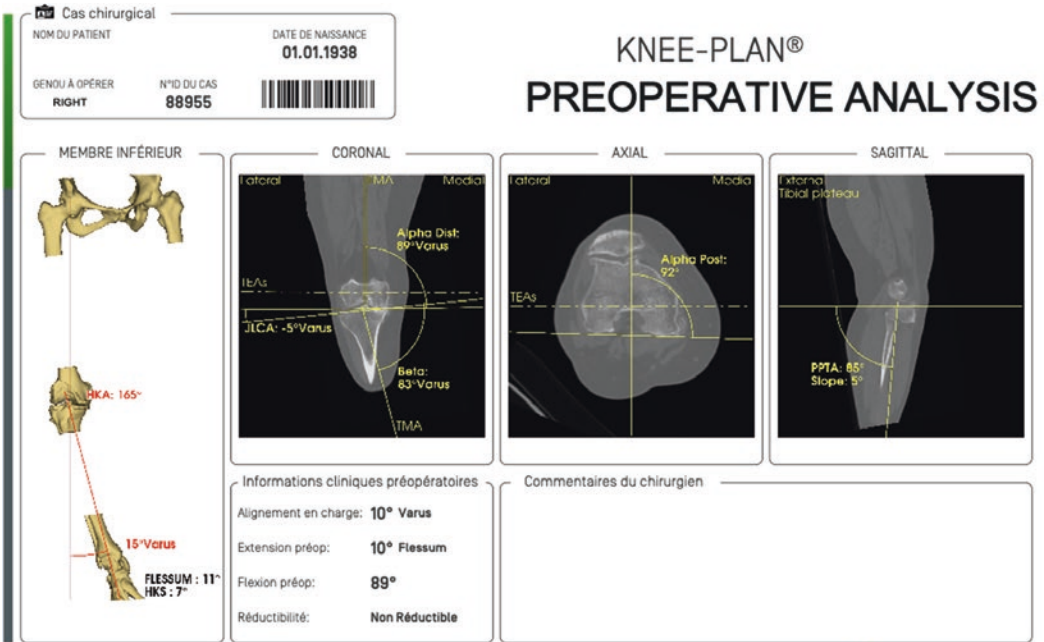 Cas chirurgical
NOM DU PATIENT
DATE DE NAISSANCE
01.01.1938
GENOU À OPÉRER
N°ID DU CAS
RIGHT
88955
KNEE-PLAN®
PREOPERATIVE ANALYSIS
MEMBRE INFÉRIEUR
HKA: 165°
15°Varus
FLESSUM : 11°
HKS : 7°
CORONAL
Lateral
FMA
Medial
Alpha Dist:
89°Varus
TEAs
JLCA: -5°Varus
Beta:
83°Varus
TMA
AXIAL
Lateral
Media
Alpha Post:
92°
TEAs
SAGITTAL
Externa
Tibial plateau
PPTA: 85°
Slope: 5°
Informations cliniques préopératoires
Alignement en charge: 10° Varus
Extension préop: 10° Flessum
Flexion préop: 89°
Réductibilité: Non Réductible
Commentaires du chirurgien